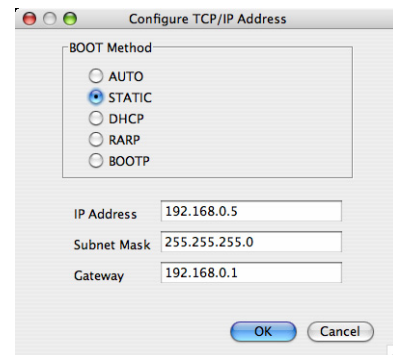 Configure TCP/IP Address
BOOT Method
AUTO
STATIC
DHCP
RARP
BOOTP
IP Address 192.168.0.5
Subnet Mask 255.255.255.0
Gateway 192.168.0.1
OK Cancel